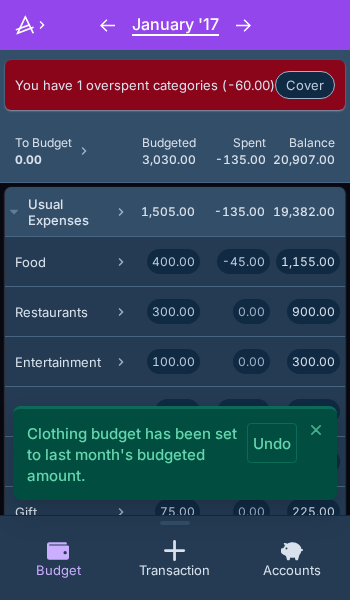 January '17
You have 1 overspent categories (-60.00) Cover
To Budget Budgeted Spent Balance
0.00 3,030.00 -135.00 20,907.00
Usual Expenses 1,505.00 -135.00 19,382.00
Food 400.00 -45.00 1,155.00
Restaurants 300.00 0.00 900.00
Entertainment 100.00 0.00 300.00
Clothing budget has been set
to last month's budgeted
amount.
Undo
Gift 75.00 0.00 225.00
Budget Transaction Accounts